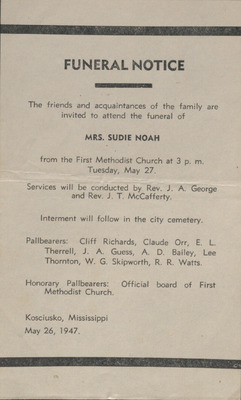 FUNERAL NOTICE
The friends and acquaintances of the family are
invited to attend the funeral of
MRS. SUDIE NOAH
from the First Methodist Church at 3 p. m.
Tuesday, May 27.
Services will be conducted by Rev. J. A. George
and Rev. J. T. McCafferty.
Interment will follow in the city cemetery.
Pallbearers: Cliff Richards, Claude Orr, E. L.
Therrell, J. A. Guess, A. D. Bailey, Lee
Thornton, W. G. Skipworth, R. R. Watts.
Honorary Pallbearers: Official board of First
Methodist Church.
Kosciusko, Mississippi
May 26, 1947.